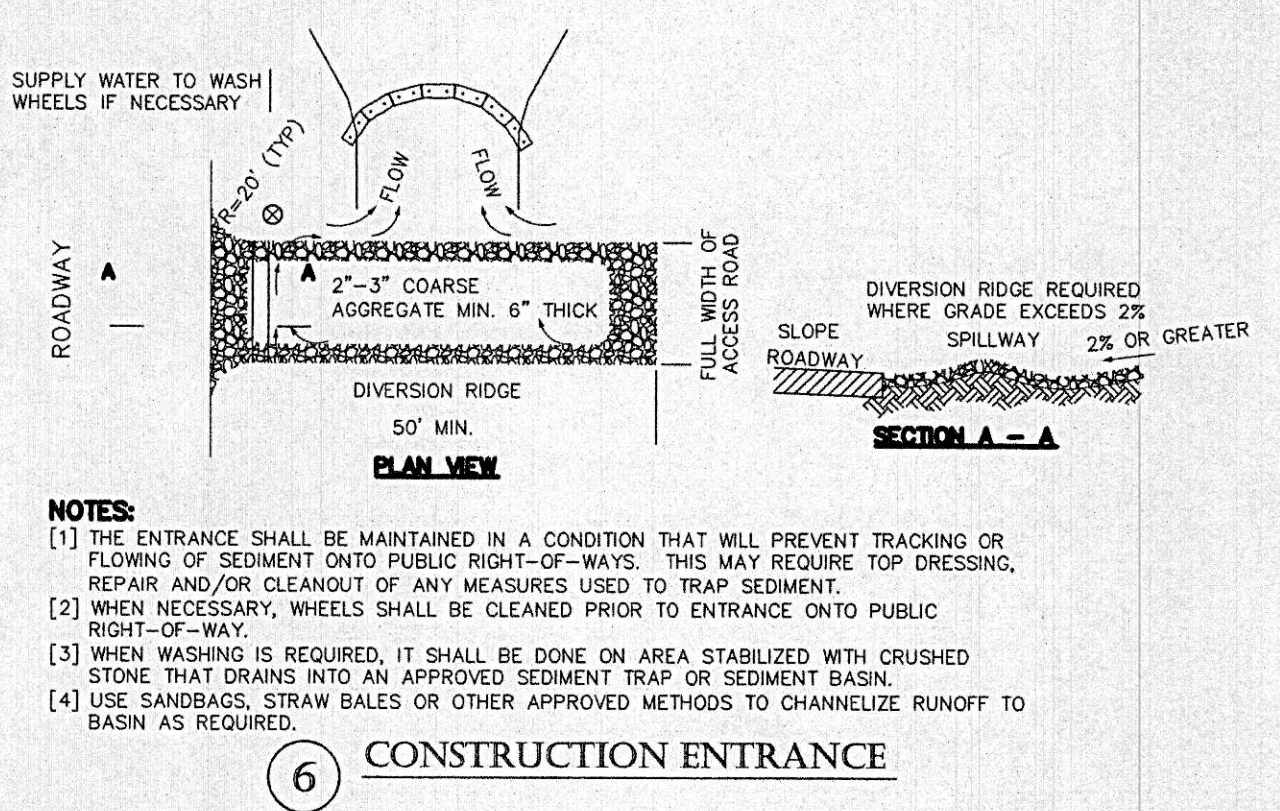 SUPPLY WATER TO WASH
WHEELS IF NECESSARY
R=20' (TYP)
FLOW
FLOW
ROADWAY
A
A
2"-3" COARSE
AGGREGATE MIN. 6" THICK
FULL WIDTH OF
ACCESS ROAD
DIVERSION RIDGE
50' MIN.
PLAN VIEW
DIVERSION RIDGE REQUIRED
WHERE GRADE EXCEEDS 2%
SLOPE
ROADWAY
SPILLWAY
2% OR GREATER
SECTION A - A
NOTES:
[1] THE ENTRANCE SHALL BE MAINTAINED IN A CONDITION THAT WILL PREVENT TRACKING OR
FLOWING OF SEDIMENT ONTO PUBLIC RIGHT-OF-WAYS. THIS MAY REQUIRE TOP DRESSING,
REPAIR AND/OR CLEANOUT OF ANY MEASURES USED TO TRAP SEDIMENT.
[2] WHEN NECESSARY, WHEELS SHALL BE CLEANED PRIOR TO ENTRANCE ONTO PUBLIC
RIGHT-OF-WAY.
[3] WHEN WASHING IS REQUIRED, IT SHALL BE DONE ON AREA STABILIZED WITH CRUSHED
STONE THAT DRAINS INTO AN APPROVED SEDIMENT TRAP OR SEDIMENT BASIN.
[4] USE SANDBAGS, STRAW BALES OR OTHER APPROVED METHODS TO CHANNELIZE RUNOFF TO
BASIN AS REQUIRED.
6 CONSTRUCTION ENTRANCE